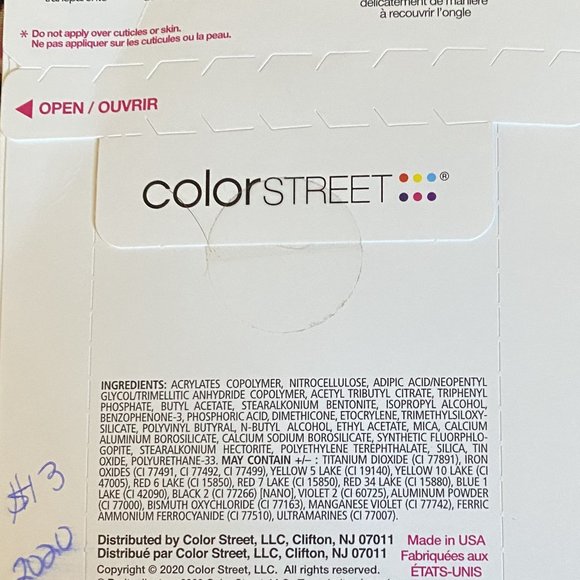 délicatement de manière
à recouvrir l'ongle
* Do not apply over cuticles or skin.
Ne pas appliquer sur les cuticules ou la peau.
◀ OPEN / OUVRIR
colorSTREET ®
INGREDIENTS: ACRYLATES COPOLYMER, NITROCELLULOSE, ADIPIC ACID/NEOPENTYL
GLYCOL/TRIMELLITIC ANHYDRIDE COPOLYMER, ACETYL TRIBUTYL CITRATE, TRIPHENYL
PHOSPHATE, BUTYL ACETATE, STEARALKONIUM BENTONITE, ISOPROPYL ALCOHOL,
BENZOPHENONE-3, PHOSPHORIC ACID, DIMETHICONE, ETOCRYLENE, TRIMETHYLSILOXY-
SILICATE, POLYVINYL BUTYRAL, N-BUTYL ALCOHOL, ETHYL ACETATE, MICA, CALCIUM
ALUMINUM BOROSILICATE, CALCIUM SODIUM BOROSILICATE, SYNTHETIC FLUORPHLO-
GOPITE, STEARALKONIUM HECTORITE, POLYETHYLENE TEREPHTHALATE, SILICA, TIN
OXIDE, POLYURETHANE-33. MAY CONTAIN +/– : TITANIUM DIOXIDE (CI 77891), IRON
OXIDES (CI 77491, CI 77492, CI 77499), YELLOW 5 LAKE (CI 19140), YELLOW 10 LAKE (CI
47005), RED 6 LAKE (CI 15850), RED 7 LAKE (CI 15850), RED 34 LAKE (CI 15880), BLUE 1
LAKE (CI 42090), BLACK 2 (CI 77266) [NANO], VIOLET 2 (CI 60725), ALUMINUM POWDER
(CI 77000), BISMUTH OXYCHLORIDE (CI 77163), MANGANESE VIOLET (CI 77742), FERRIC
AMMONIUM FERROCYANIDE (CI 77510), ULTRAMARINES (CI 77007).
$13
2020
Distributed by Color Street, LLC, Clifton, NJ 07011
Distribué par Color Street, LLC, Clifton, NJ 07011
Copyright © 2020 Color Street, LLC. All rights reserved.
Made in USA
Fabriquées aux
ÉTATS-UNIS